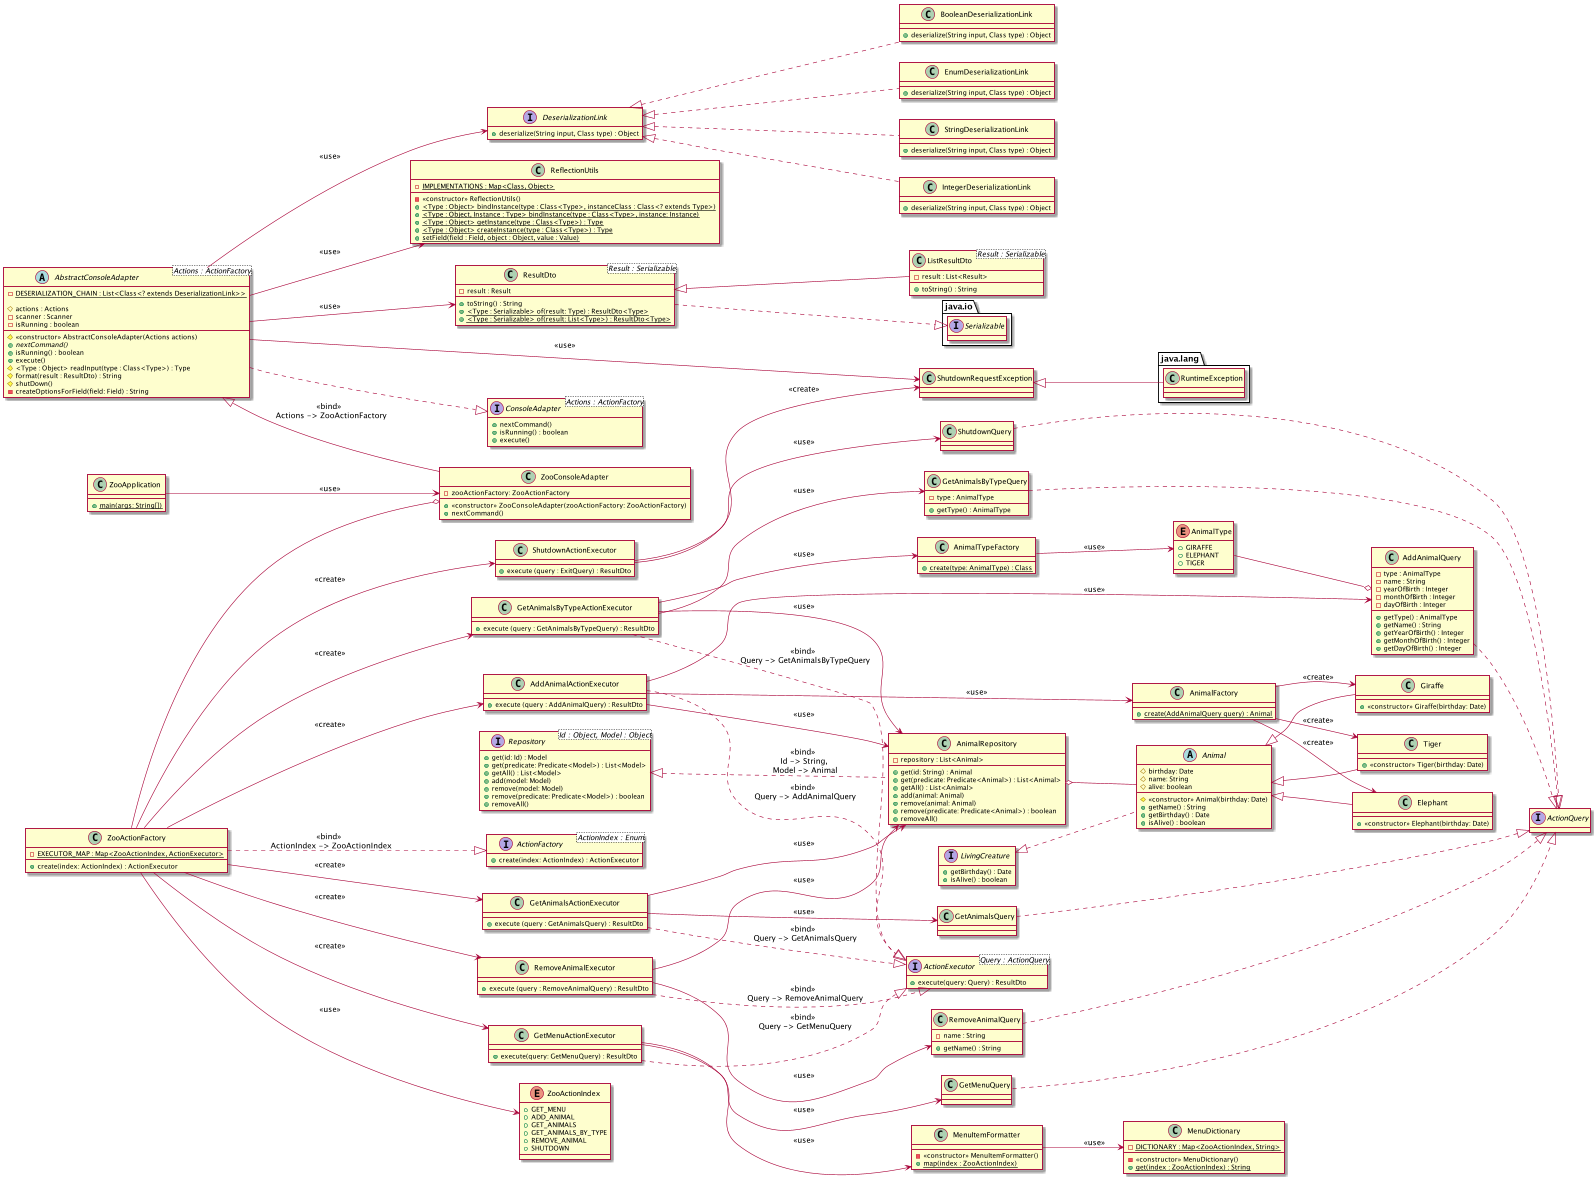 BooleanDeserializationLink
deserialize(String input, Class type) : Object
EnumDeserializationLink
deserialize(String input, Class type) : Object
StringDeserializationLink
deserialize(String input, Class type) : Object
IntegerDeserializationLink
deserialize(String input, Class type) : Object
DeserializationLink
deserialize(String input, Class type) : Object
«use»
ReflectionUtils
IMPLEMENTATIONS : Map<Class, Object>
«constructor» ReflectionUtils()
<Type : Object> bindInstance(type : Class<Type>, instanceClass : Class<? extends Type>)
<Type : Object, Instance : Type> bindInstance(type : Class<Type>, instance: Instance)
<Type : Object> getInstance(type : Class<Type>) : Type
<Type : Object> createInstance(type : Class<Type>) : Type
setField(field : Field, object : Object, value : Value)
«use»
AbstractConsoleAdapter
Actions : ActionFactory
DESERIALIZATION_CHAIN : List<Class<? extends DeserializationLink>>
actions : Actions
scanner : Scanner
isRunning : boolean
«constructor» AbstractConsoleAdapter(Actions actions)
nextCommand()
isRunning() : boolean
execute()
<Type : Object> readInput(type : Class<Type>) : Type
format(result : ResultDto) : String
shutDown()
createOptionsForField(field: Field) : String
«use»
ResultDto
Result : Serializable
result : Result
toString() : String
<Type : Serializable> of(result: Type) : ResultDto<Type>
<Type : Serializable> of(result: List<Type>) : ResultDto<Type>
ListResultDto
Result : Serializable
result : List<Result>
toString() : String
java.io
Serializable
«use»
ShutdownRequestException
java.lang
RuntimeException
«create»
«bind»
Actions -> ZooActionFactory
ConsoleAdapter
Actions : ActionFactory
nextCommand()
isRunning() : boolean
execute()
ShutdownQuery
«use»
ZooApplication
main(args: String[])
«use»
ZooConsoleAdapter
zooActionFactory: ZooActionFactory
«constructor» ZooConsoleAdapter(zooActionFactory: ZooActionFactory)
nextCommand()
«use»
GetAnimalsByTypeQuery
type : AnimalType
getType() : AnimalType
ShutdownActionExecutor
execute (query : ExitQuery) : ResultDto
«use»
AnimalTypeFactory
create(type: AnimalType) : Class
«use»
AnimalType
GIRAFFE
ELEPHANT
TIGER
AddAnimalQuery
type : AnimalType
name : String
yearOfBirth : Integer
monthOfBirth : Integer
dayOfBirth : Integer
getType() : AnimalType
getName() : String
getYearOfBirth() : Integer
getMonthOfBirth() : Integer
getDayOfBirth() : Integer
«create»
GetAnimalsByTypeActionExecutor
execute (query : GetAnimalsByTypeQuery) : ResultDto
«use»
«use»
«create»
«bind»
Query -> GetAnimalsByTypeQuery
AddAnimalActionExecutor
execute (query : AddAnimalQuery) : ResultDto
«use»
«use»
AnimalFactory
create(AddAnimalQuery query) : Animal
«create»
«create»
«create»
Giraffe
«constructor» Giraffe(birthday: Date)
Tiger
«constructor» Tiger(birthday: Date)
Elephant
«constructor» Elephant(birthday: Date)
«create»
Repository
Id : Object, Model : Object
get(id: Id) : Model
get(predicate: Predicate<Model>) : List<Model>
getAll() : List<Model>
add(model: Model)
remove(model: Model)
remove(predicate: Predicate<Model>) : boolean
removeAll()
«bind»
Id -> String,
Model -> Animal
«bind»
Query -> AddAnimalQuery
AnimalRepository
repository : List<Animal>
get(id: String) : Animal
get(predicate: Predicate<Animal>) : List<Animal>
getAll() : List<Animal>
add(animal: Animal)
remove(animal: Animal)
remove(predicate: Predicate<Animal>) : boolean
removeAll()
Animal
birthday: Date
name: String
alive: boolean
«constructor» Animal(birthday: Date)
getName() : String
getBirthday() : Date
isAlive() : boolean
ActionQuery
ZooActionFactory
EXECUTOR_MAP : Map<ZooActionIndex, ActionExecutor>
create(index: ActionIndex) : ActionExecutor
«bind»
ActionIndex -> ZooActionIndex
ActionFactory
ActionIndex : Enum
create(index: ActionIndex) : ActionExecutor
«use»
LivingCreature
getBirthday() : Date
isAlive() : boolean
«create»
GetAnimalsActionExecutor
execute (query : GetAnimalsQuery) : ResultDto
«use»
«use»
GetAnimalsQuery
«create»
«bind»
Query -> GetAnimalsQuery
«create»
RemoveAnimalExecutor
execute (query : RemoveAnimalQuery) : ResultDto
«bind»
Query -> RemoveAnimalQuery
ActionExecutor
Query : ActionQuery
execute(query: Query) : ResultDto
«use»
GetMenuActionExecutor
execute(query: GetMenuQuery) : ResultDto
«bind»
Query -> GetMenuQuery
RemoveAnimalQuery
name : String
getName() : String
«use»
GetMenuQuery
«use»
ZooActionIndex
GET_MENU
ADD_ANIMAL
GET_ANIMALS
GET_ANIMALS_BY_TYPE
REMOVE_ANIMAL
SHUTDOWN
«use»
MenuItemFormatter
«constructor» MenuItemFormatter()
map(index : ZooActionIndex)
«use»
MenuDictionary
DICTIONARY : Map<ZooActionIndex, String>
«constructor» MenuDictionary()
get(index : ZooActionIndex) : String